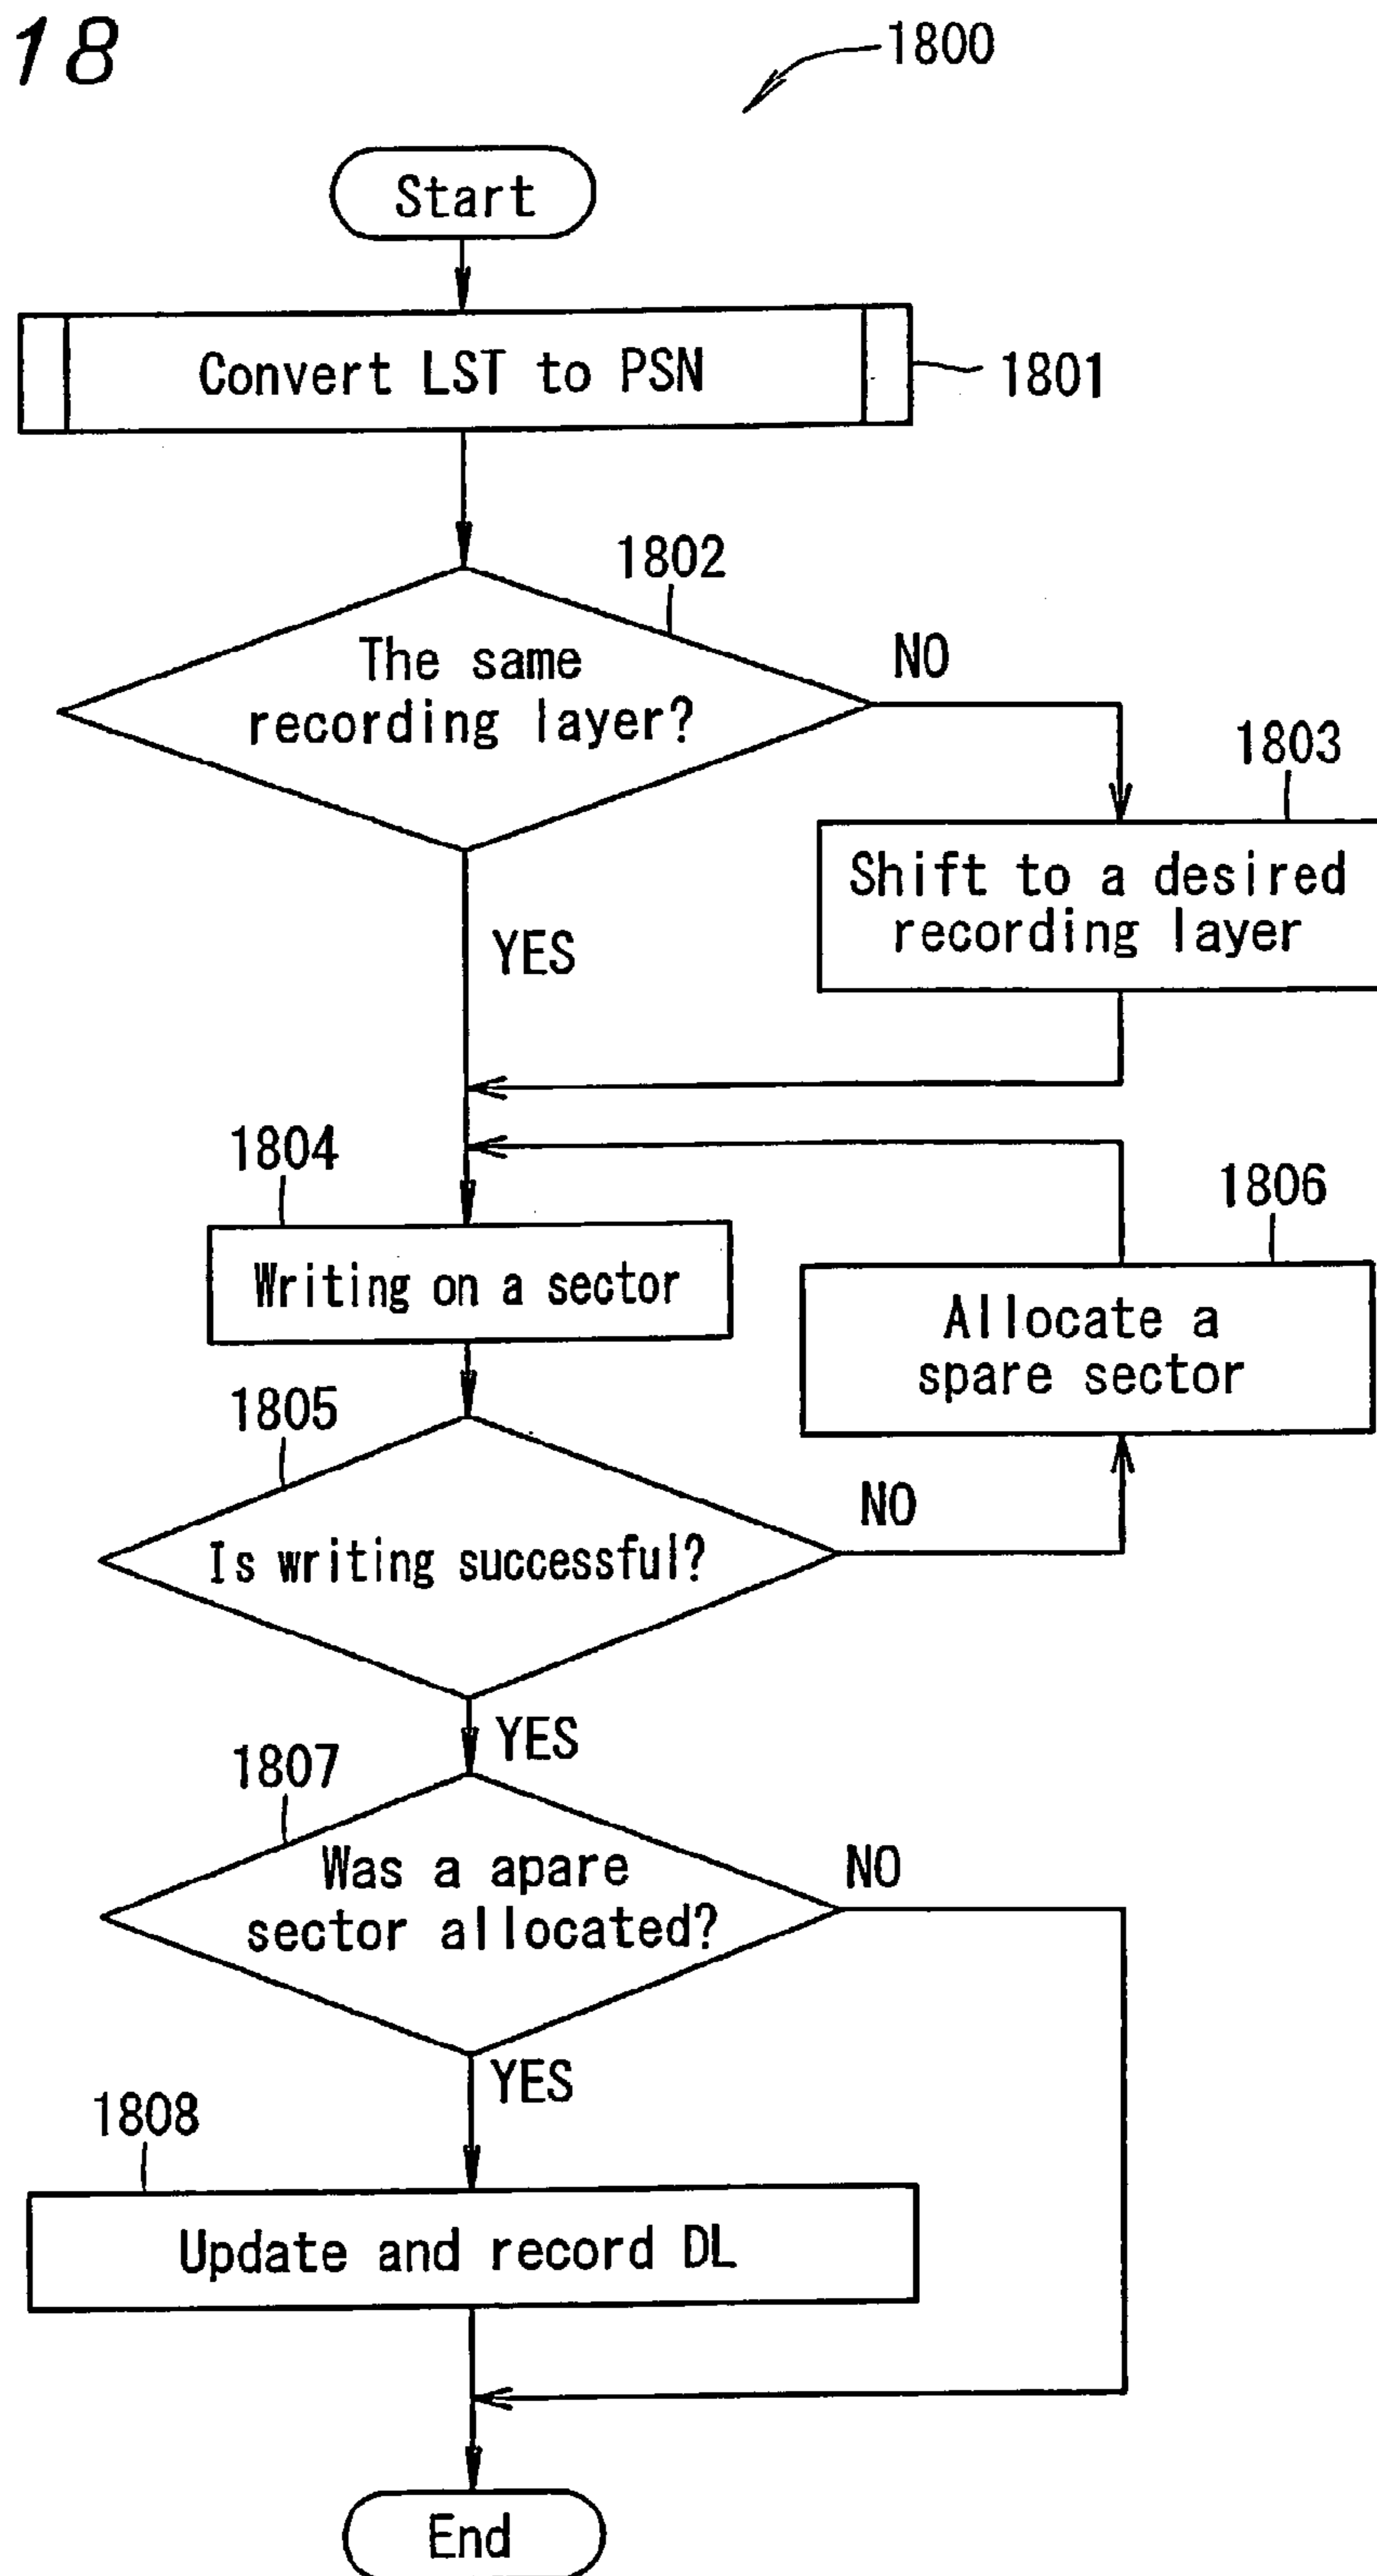 18
1800
Start
Convert LST to PSN
1801
1802
The same
recording layer?
NO
1803
Shift to a desired
recording layer
YES
1804
Writing on a sector
1806
Allocate a
spare sector
1805
Is writing successful?
NO
YES
1807
Was a apare
sector allocated?
NO
YES
1808
Update and record DL
End